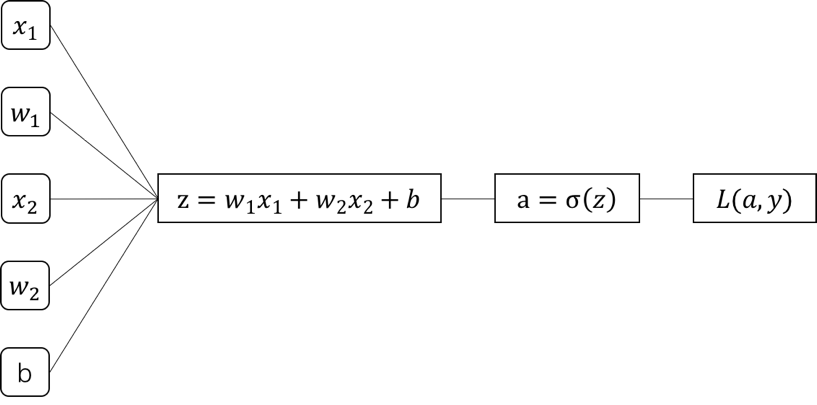 x₁
w₁
x₂
w₂
b
z = w₁x₁ + w₂x₂ + b
a = σ(z)
L(a, y)